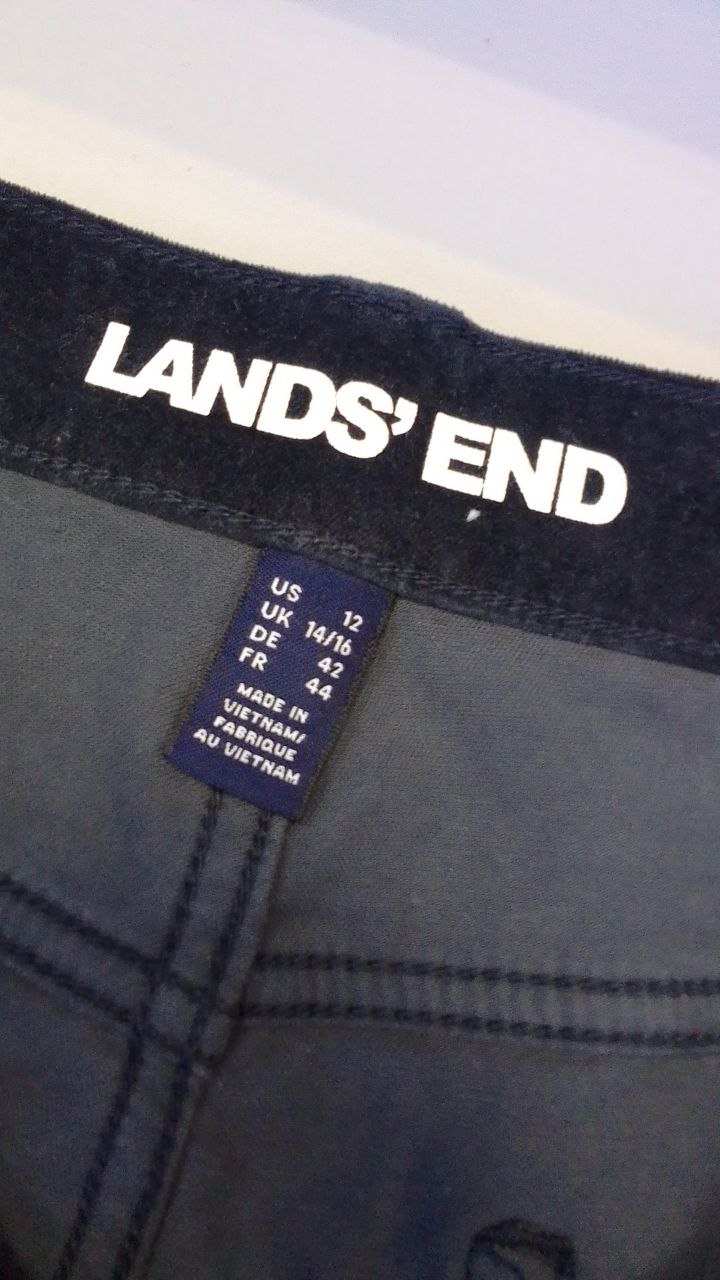 LANDS' END
US 12
UK 14/16
DE 42
FR 44
MADE IN
VIETNAM/
FABRIQUE
AU VIETNAM